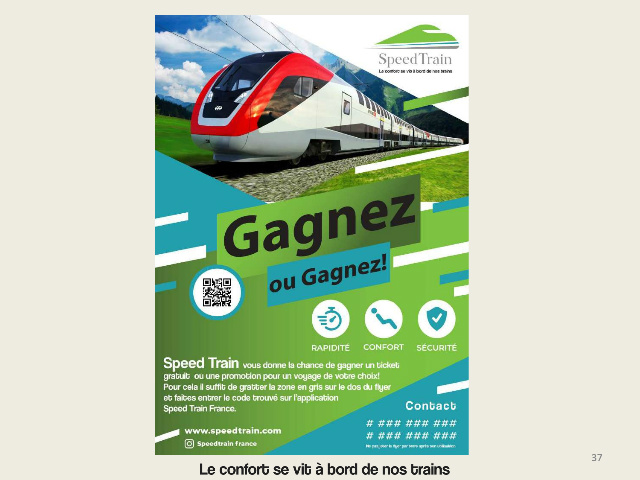 SpeedTrain
Le confort se vit à bord de nos trains
Gagnez
ou Gagnez!
RAPIDITÉ CONFORT SÉCURITÉ
Speed Train vous donne la chance de gagner un ticket
gratuit ou une promotion pour un voyage de votre choix!
Pour cela il suffit de gratter la zone en gris sur le dos du flyer
et faites entrer le code trouvé sur l'application
Speed Train France.
Contact
www.speedtrain.com
# ### ### ###
# ### ### ###
Speedtrain france
Le confort se vit à bord de nos trains
37